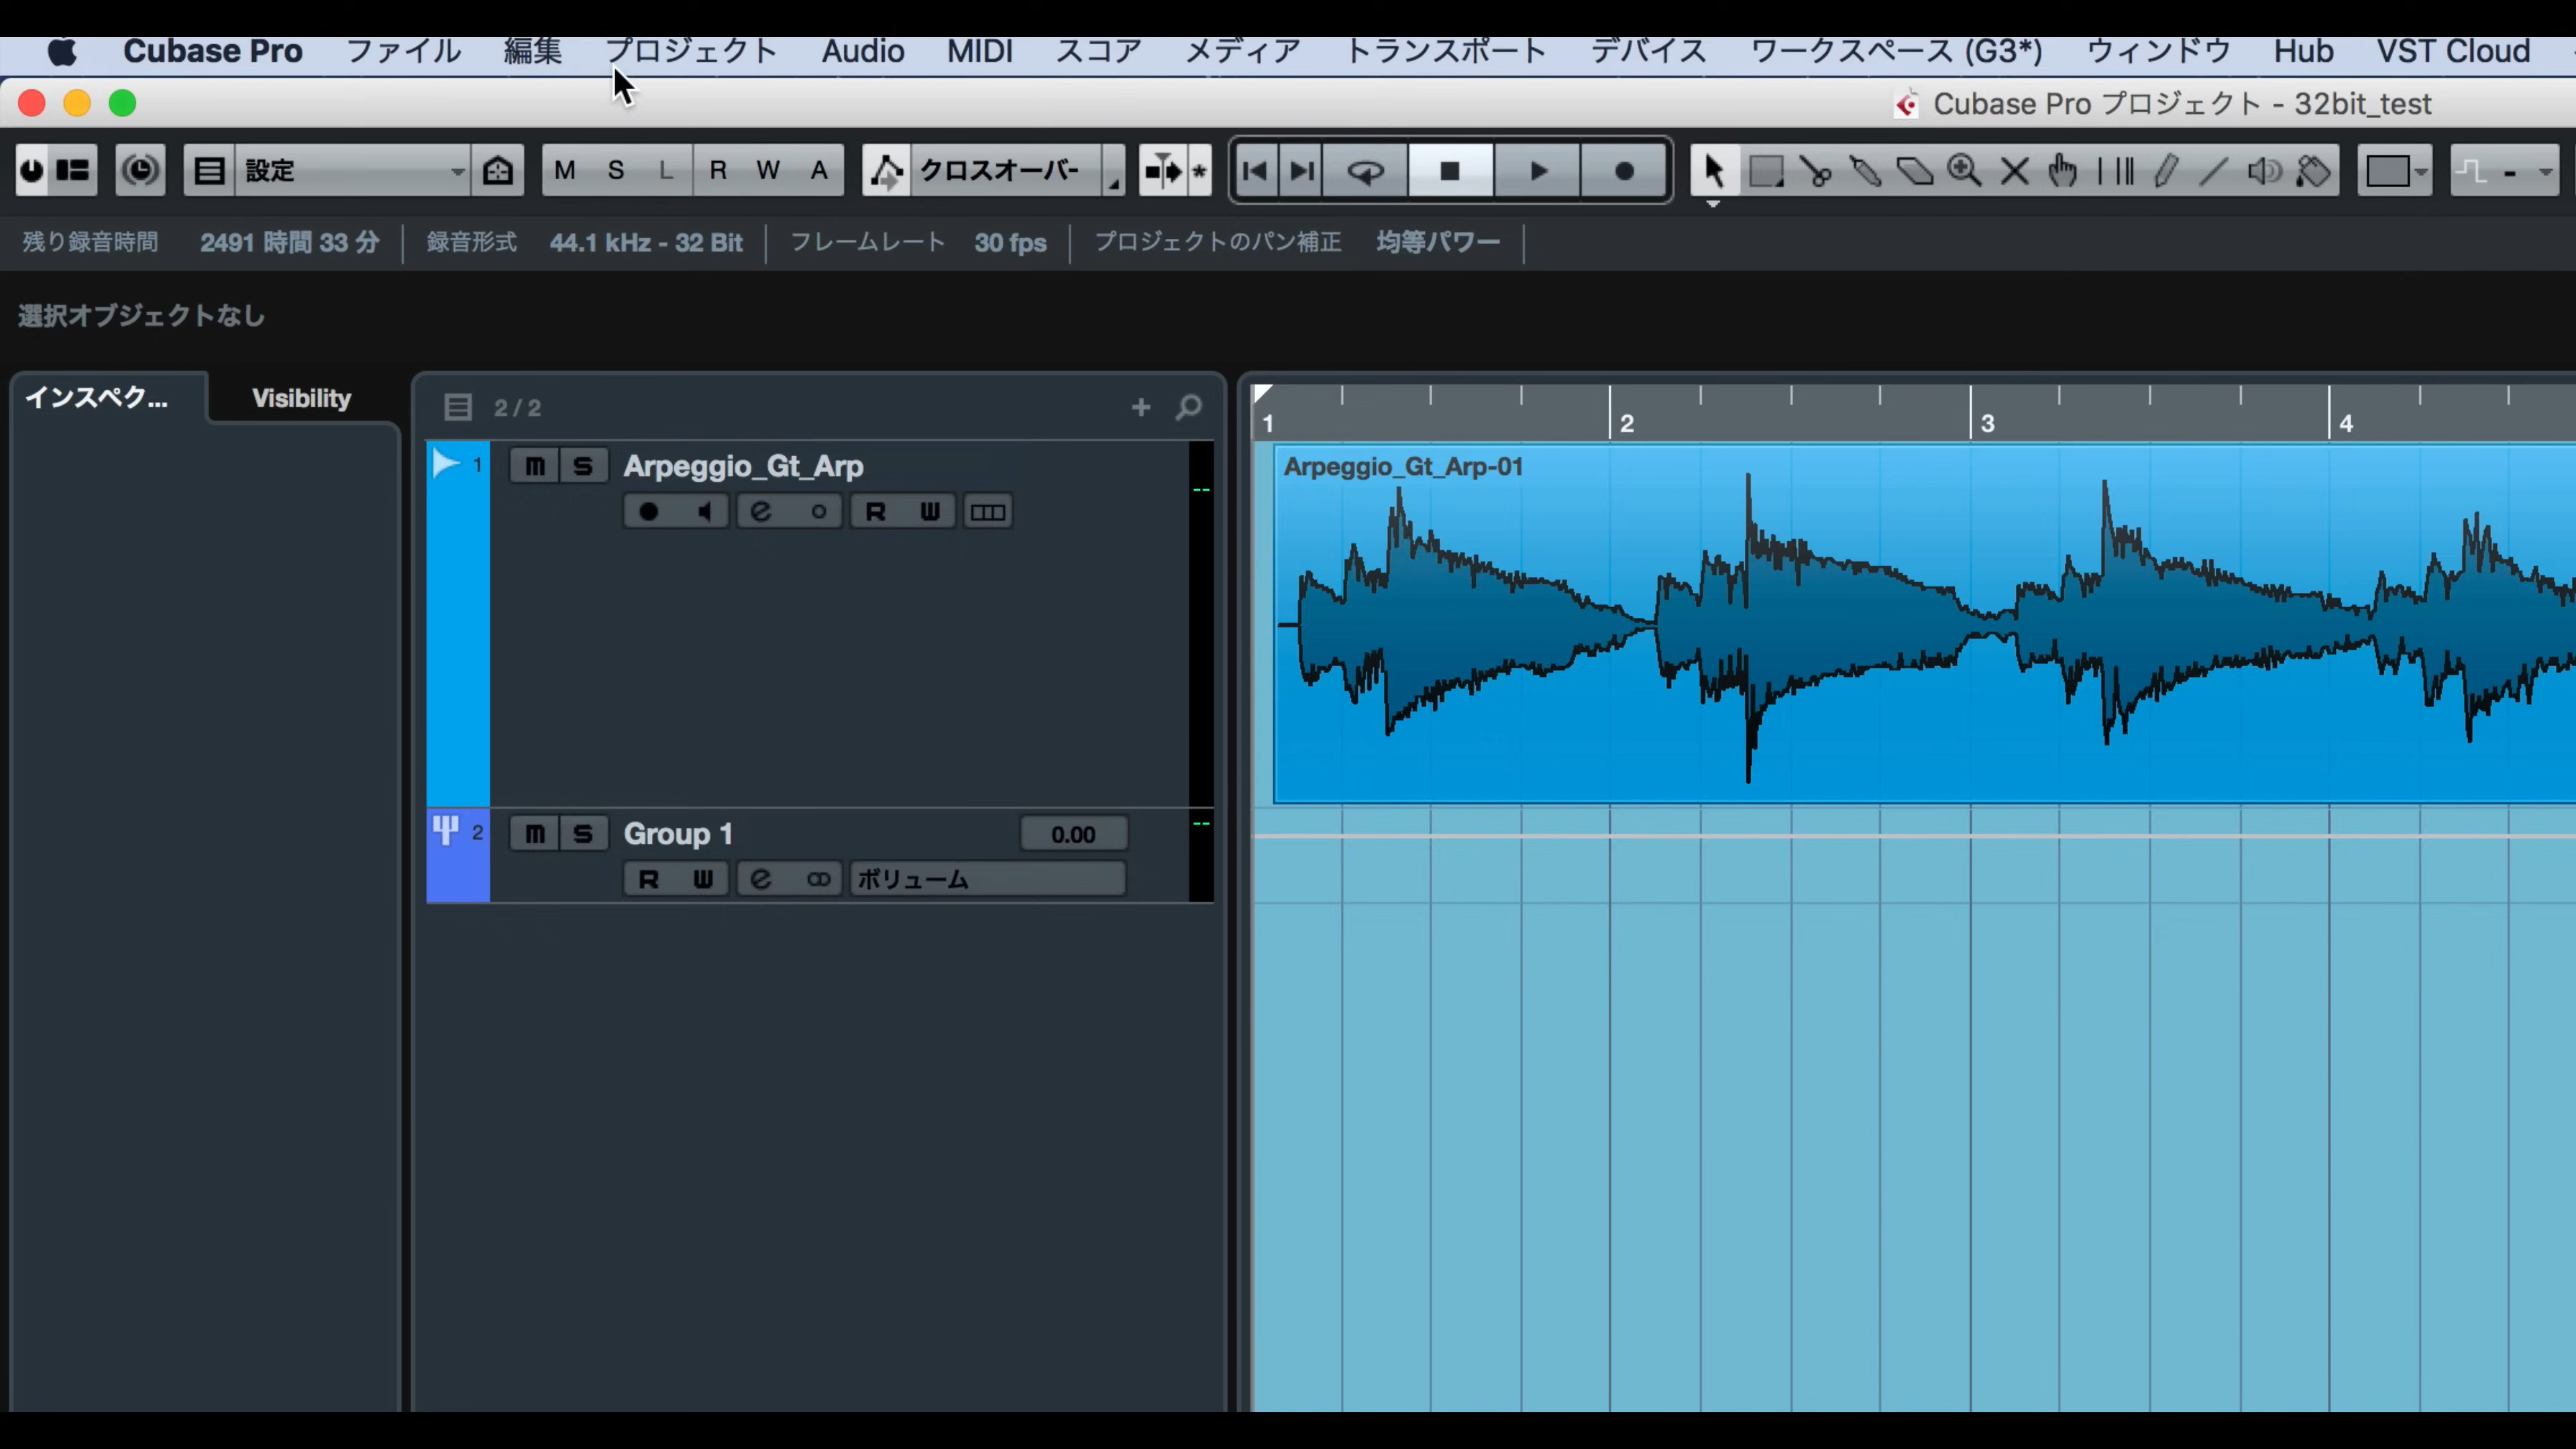 Cubase Pro ファイル 編集 プロジェクト Audio MIDI スコア メディア トランスポート デバイス ワークスペース (G3*) ウィンドウ Hub VST Cloud
Cubase Pro プロジェクト - 32bit_test
設定 M S L R W A クロスオーバー *
残り録音時間 2491 時間 33 分 録音形式 44.1 kHz - 32 Bit フレームレート 30 fps プロジェクトのパン補正 均等パワー
選択オブジェクトなし
インスペク... Visibility 2 / 2 +
1 2 3 4
1 m S Arpeggio_Gt_Arp
Arpeggio_Gt_Arp-01
e R W
2 m S Group 1 0.00
R W e ボリューム